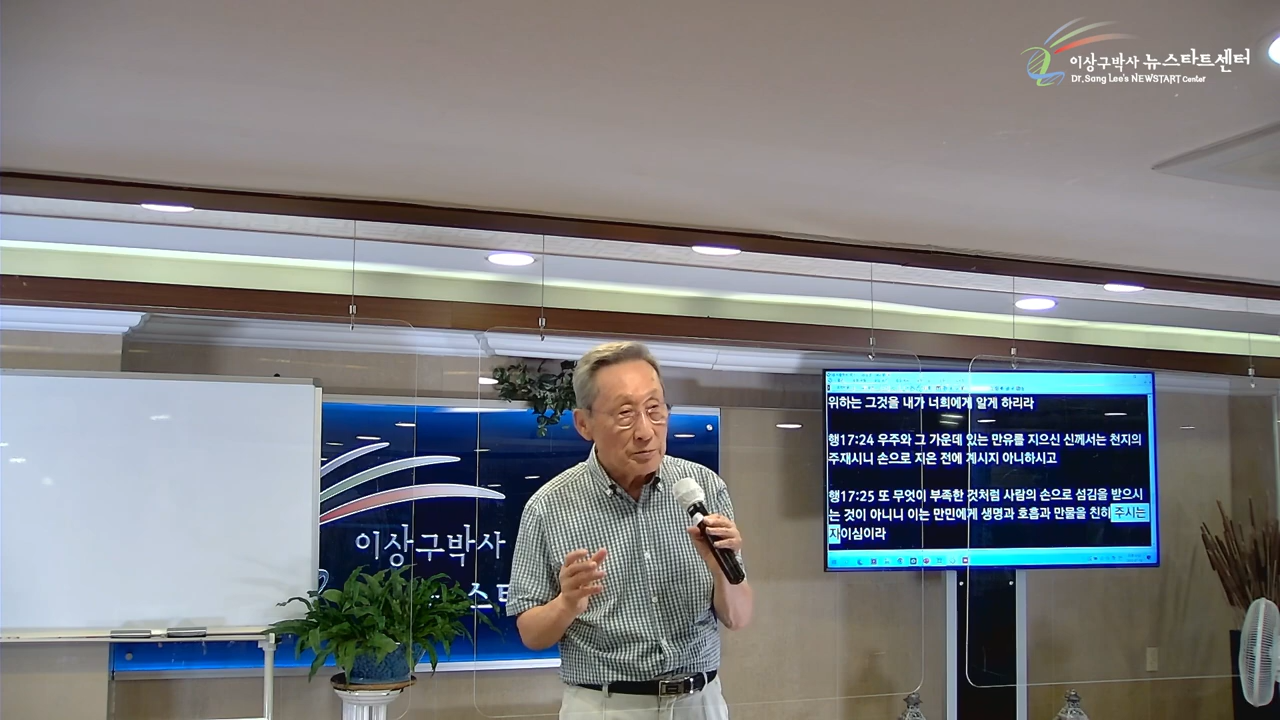 이상구박사 뉴스타트센터
Dr. Sang Lee's NEWSTART Center
위하는 그것을 내가 너희에게 알게 하리라
행17:24 우주와 그 가운데 있는 만유를 지으신 신께서는 천지의
주재시니 손으로 지은 전에 계시지 아니하시고
행17:25 또 무엇이 부족한 것처럼 사람의 손으로 섬김을 받으시
는 것이 아니니 이는 만민에게 생명과 호흡과 만물을 친히 주시는
자이심이라
이상구박사
스타